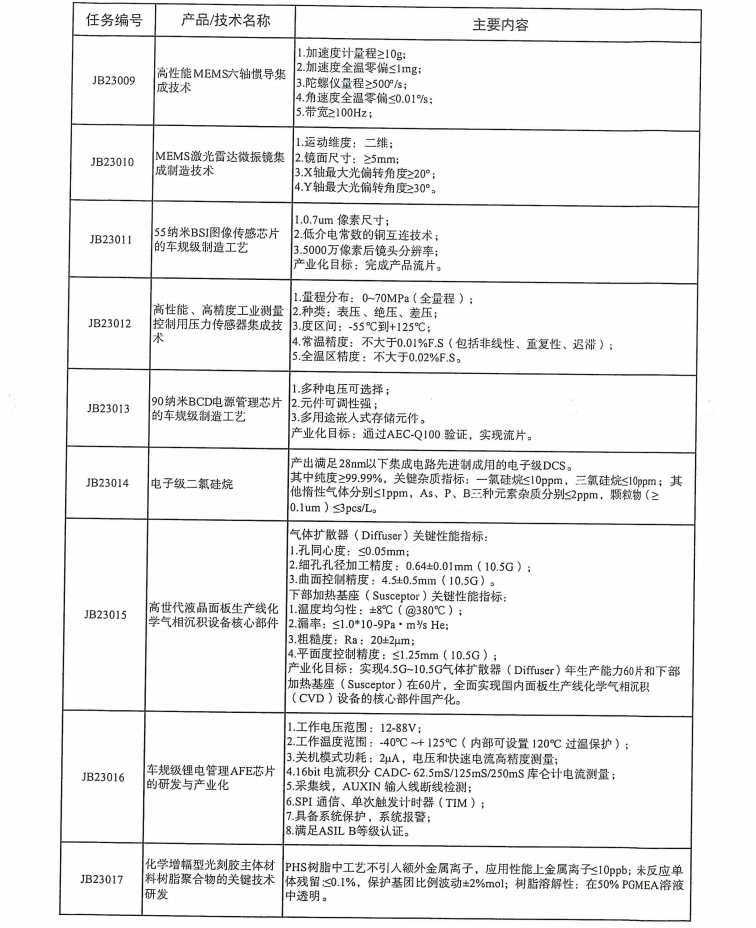 任务编号 产品/技术名称 主要内容
JB23009
高性能MEMS六轴惯导集
成技术
1.加速度计量程≥10g;
2.加速度全温零偏≤1mg;
3.陀螺仪量程≥500º/s;
4.角速度全温零偏≤0.01º/s;
5.带宽≥100Hz;
JB23010
MEMS激光雷达微振镜集
成制造技术
1.运动维度：二维;
2.镜面尺寸：≥5mm;
3.X轴最大光偏转角度≥20°;
4.Y轴最大光偏转角度≥30°。
JB23011
55纳米BSI图像传感芯片
的车规级制造工艺
1.0.7um 像素尺寸;
2.低介电常数的铜互连技术;
3.5000万像素后镜头分辨率;
产业化目标：完成产品流片。
JB23012
高性能、高精度工业测量
控制用压力传感器集成技
术
1.量程分布：0~70MPa（全量程）;
2.种类：表压、绝压、差压;
3.度区间：-55℃到+125℃;
4.常温精度：不大于0.01%F.S（包括非线性、重复性、迟滞）;
5.全温区精度：不大于0.02%F.S。
JB23013
90纳米BCD电源管理芯片
的车规级制造工艺
1.多种电压可选择;
2.元件可调性强;
3.多用途嵌人式存储元件。
产业化目标：通过AEC-Q100 验证，实现流片。
JB23014
电子级二氯硅烷
产出满足28nm以下集成电路先进制成用的电子级DCS。
其中纯度≥99.99%，关键杂质指标：一氯硅烷≤10ppm，三氯硅烷≤10ppm；其
他惰性气体分别≤1ppm，As、P、B三种元素杂质分别≤2ppm，颗粒物（≥
0.1um）≤3pcs/L。
JB23015
高世代液晶面板生产线化
学气相沉积设备核心部件
气体扩散器（Diffuser）关键性能指标：
1.孔同心度：≤0.05mm;
2.细孔孔径加工精度：0.64±0.01mm（10.5G）;
3.曲面控制精度：4.5±0.5mm（10.5G）。
下部加热基座（Susceptor）关键性能指标：
1.温度均匀性：±8℃（@380℃）;
2.漏率：≤1.0*10-9Pa·m³/s He;
3.粗糙度：Ra：20±2μm;
4.平面度控制精度：≤1.25mm（10.5G）;
产业化目标：实现4.5G~10.5G气体扩散器（Diffuser）年生产能力60片和下部
加热基座（Susceptor）在60片，全面实现国内面板生产线化学气相沉积
（CVD）设备的核心部件国产化。
JB23016
车规级锂电管理AFE芯片
的研发与产业化
1.工作电压范围：12-88V;
2.工作温度范围：-40℃ ~+ 125℃（ 内部可设置 120℃ 过温保护）;
3.关机模式功耗：2μA，电压和快速电流高精度测量;
4.16bit 电流积分 CADC- 62.5mS/125mS/250mS 库仑计电流测量;
5.采集线，AUXIN 输入线断线检测;
6.SPI 通信、单次触发计时器（TIM）;
7.具备系统保护，系统报警;
8.满足ASIL B等级认证。
JB23017
化学增幅型光刻胶主体材
料树脂聚合物的关键技术
研发
PHS树脂中工艺不引入额外金属离子，应用性能上金属离子≤10ppb；未反应单
体残留≤0.1%，保护基团比例波动±2%mol；树脂溶解性：在50% PGMEA溶液
中透明。